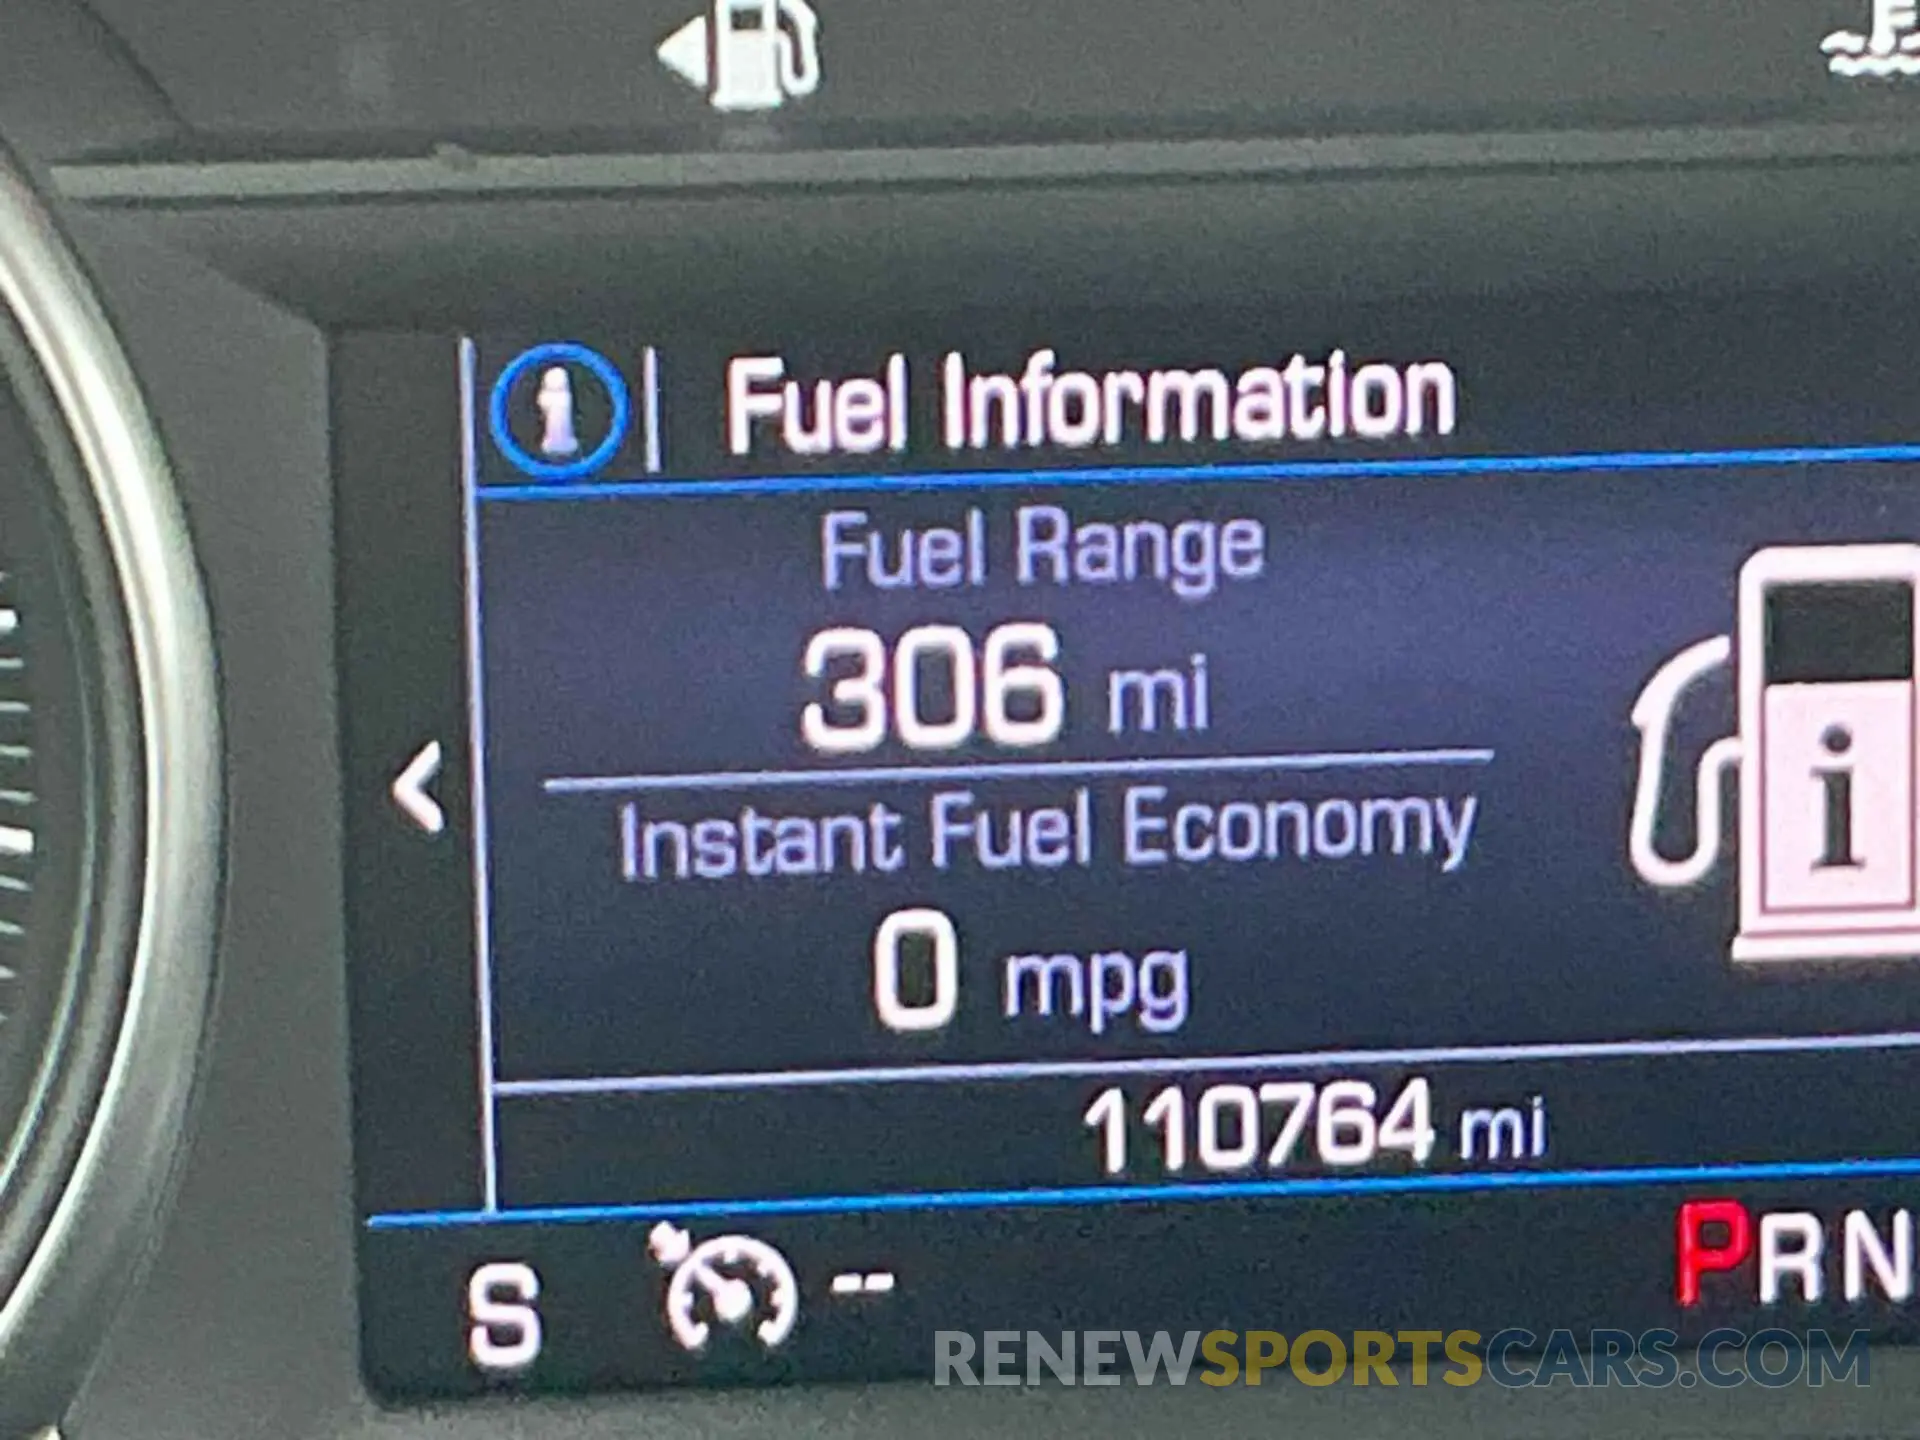 i Fuel Information
Fuel Range
306 mi
<
Instant Fuel Economy
i
0 mpg
110764 mi
S -- PRN
RENEWSPORTSCARS.COM